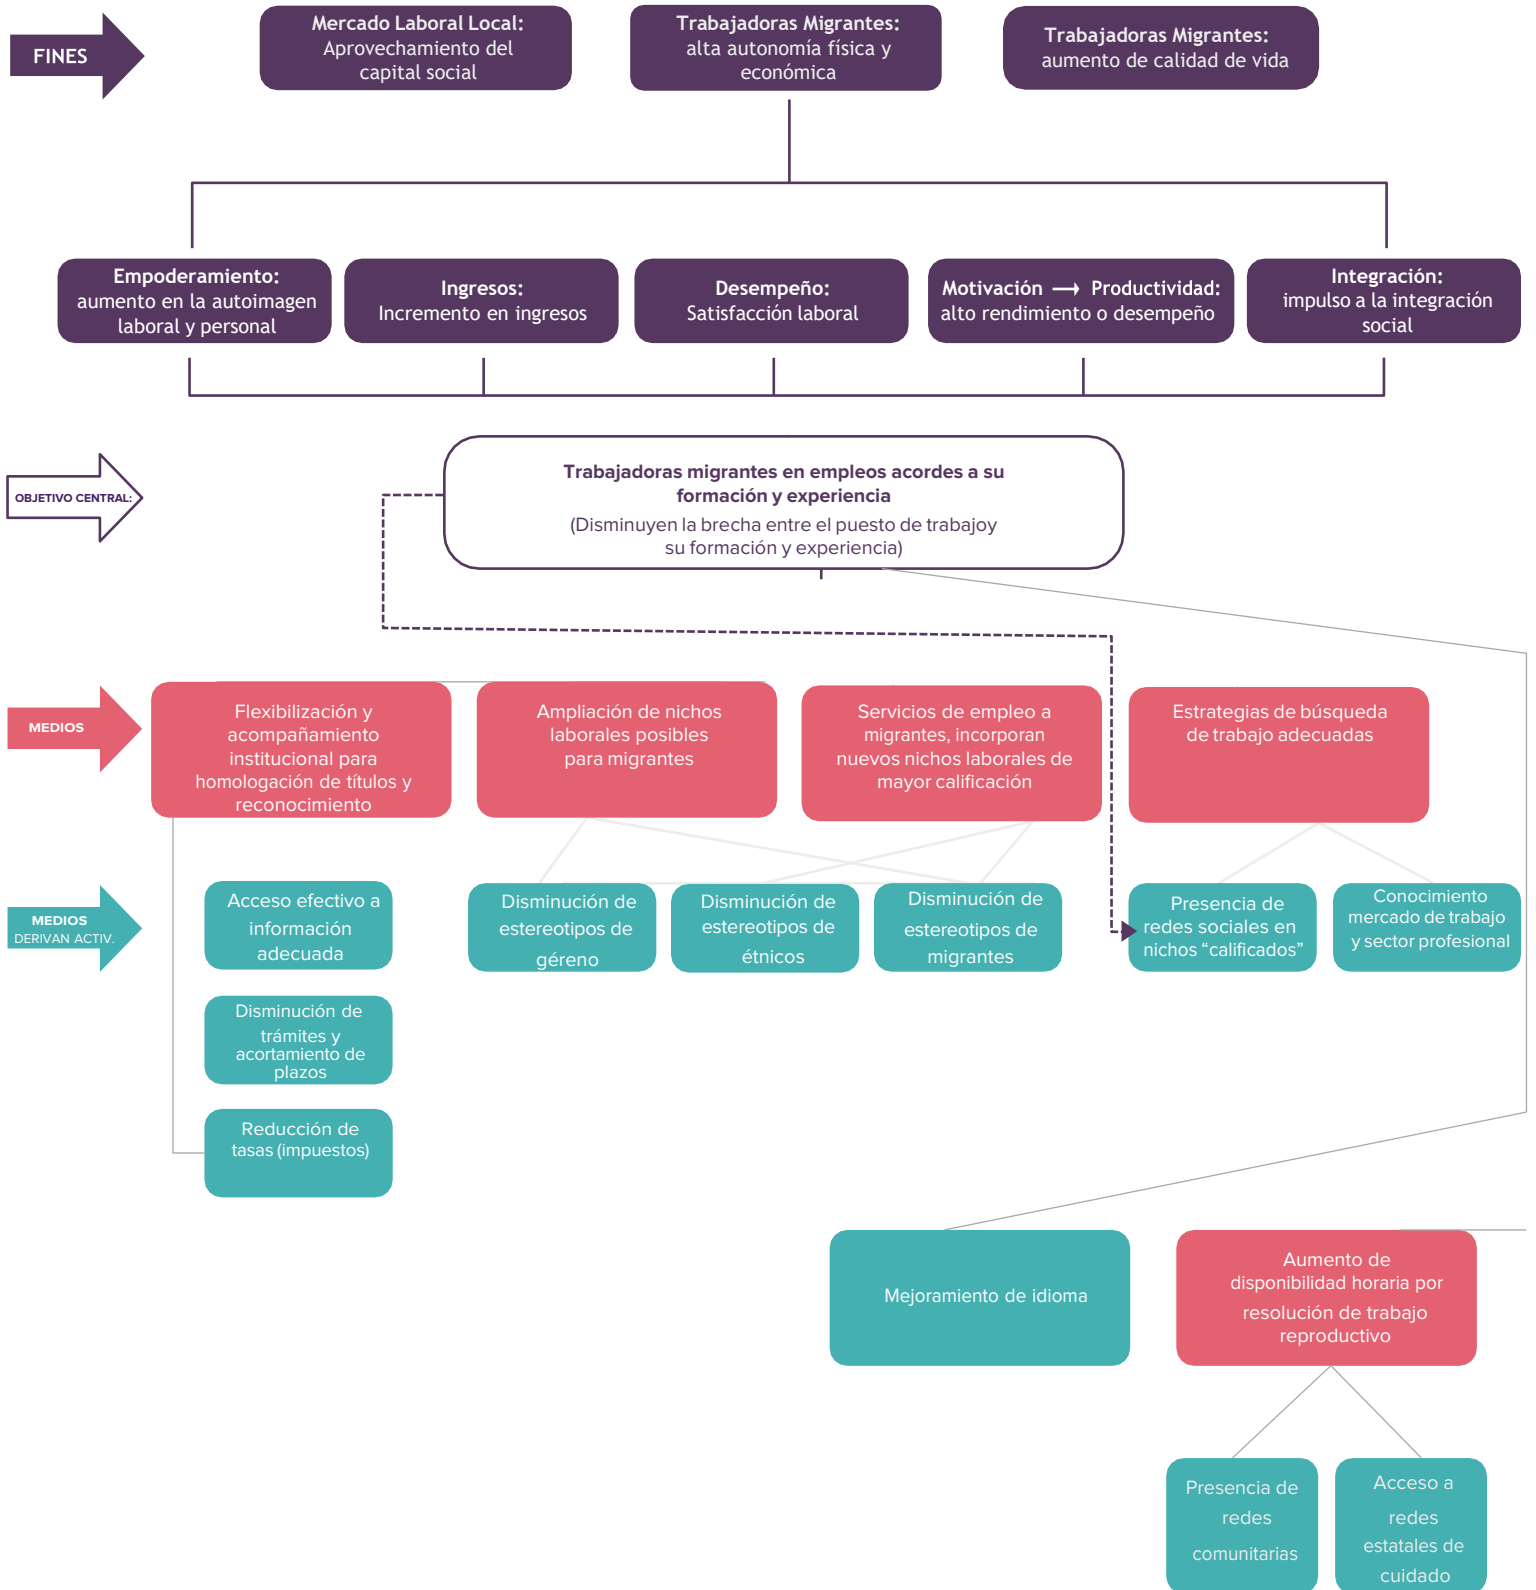 FINES
Mercado Laboral Local:
Aprovechamiento del
capital social
Trabajadoras Migrantes:
alta autonomía física y
económica
Trabajadoras Migrantes:
aumento de calidad de vida
Empoderamiento:
aumento en la autoimagen
laboral y personal
Ingresos:
Incremento en ingresos
Desempeño:
Satisfacción laboral
Motivación → Productividad:
alto rendimiento o desempeño
Integración:
impulso a la integración
social
OBJETIVO CENTRAL:
Trabajadoras migrantes en empleos acordes a su
formación y experiencia
(Disminuyen la brecha entre el puesto de trabajoy
su formación y experiencia)
MEDIOS
Flexibilización y
acompañamiento
institucional para
homologación de títulos y
reconocimiento
Ampliación de nichos
laborales posibles
para migrantes
Servicios de empleo a
migrantes, incorporan
nuevos nichos laborales de
mayor calificación
Estrategias de búsqueda
de trabajo adecuadas
MEDIOS
DERIVAN ACTIV.
Acceso efectivo a
información
adecuada
Disminución de
estereotipos de
géreno
Disminución de
estereotipos de
étnicos
Disminución de
estereotipos de
migrantes
Presencia de
redes sociales en
nichos “calificados”
Conocimiento
mercado de trabajo
y sector profesional
Disminución de
trámites y
acortamiento de
plazos
Reducción de
tasas (impuestos)
Mejoramiento de idioma
Aumento de
disponibilidad horaria por
resolución de trabajo
reproductivo
Presencia de
redes
comunitarias
Acceso a
redes
estatales de
cuidado